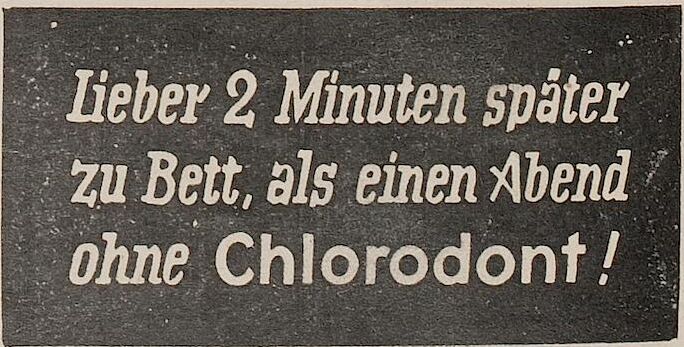 Lieber 2 Minuten später
zu Bett, als einen Abend
ohne Chlorodont!